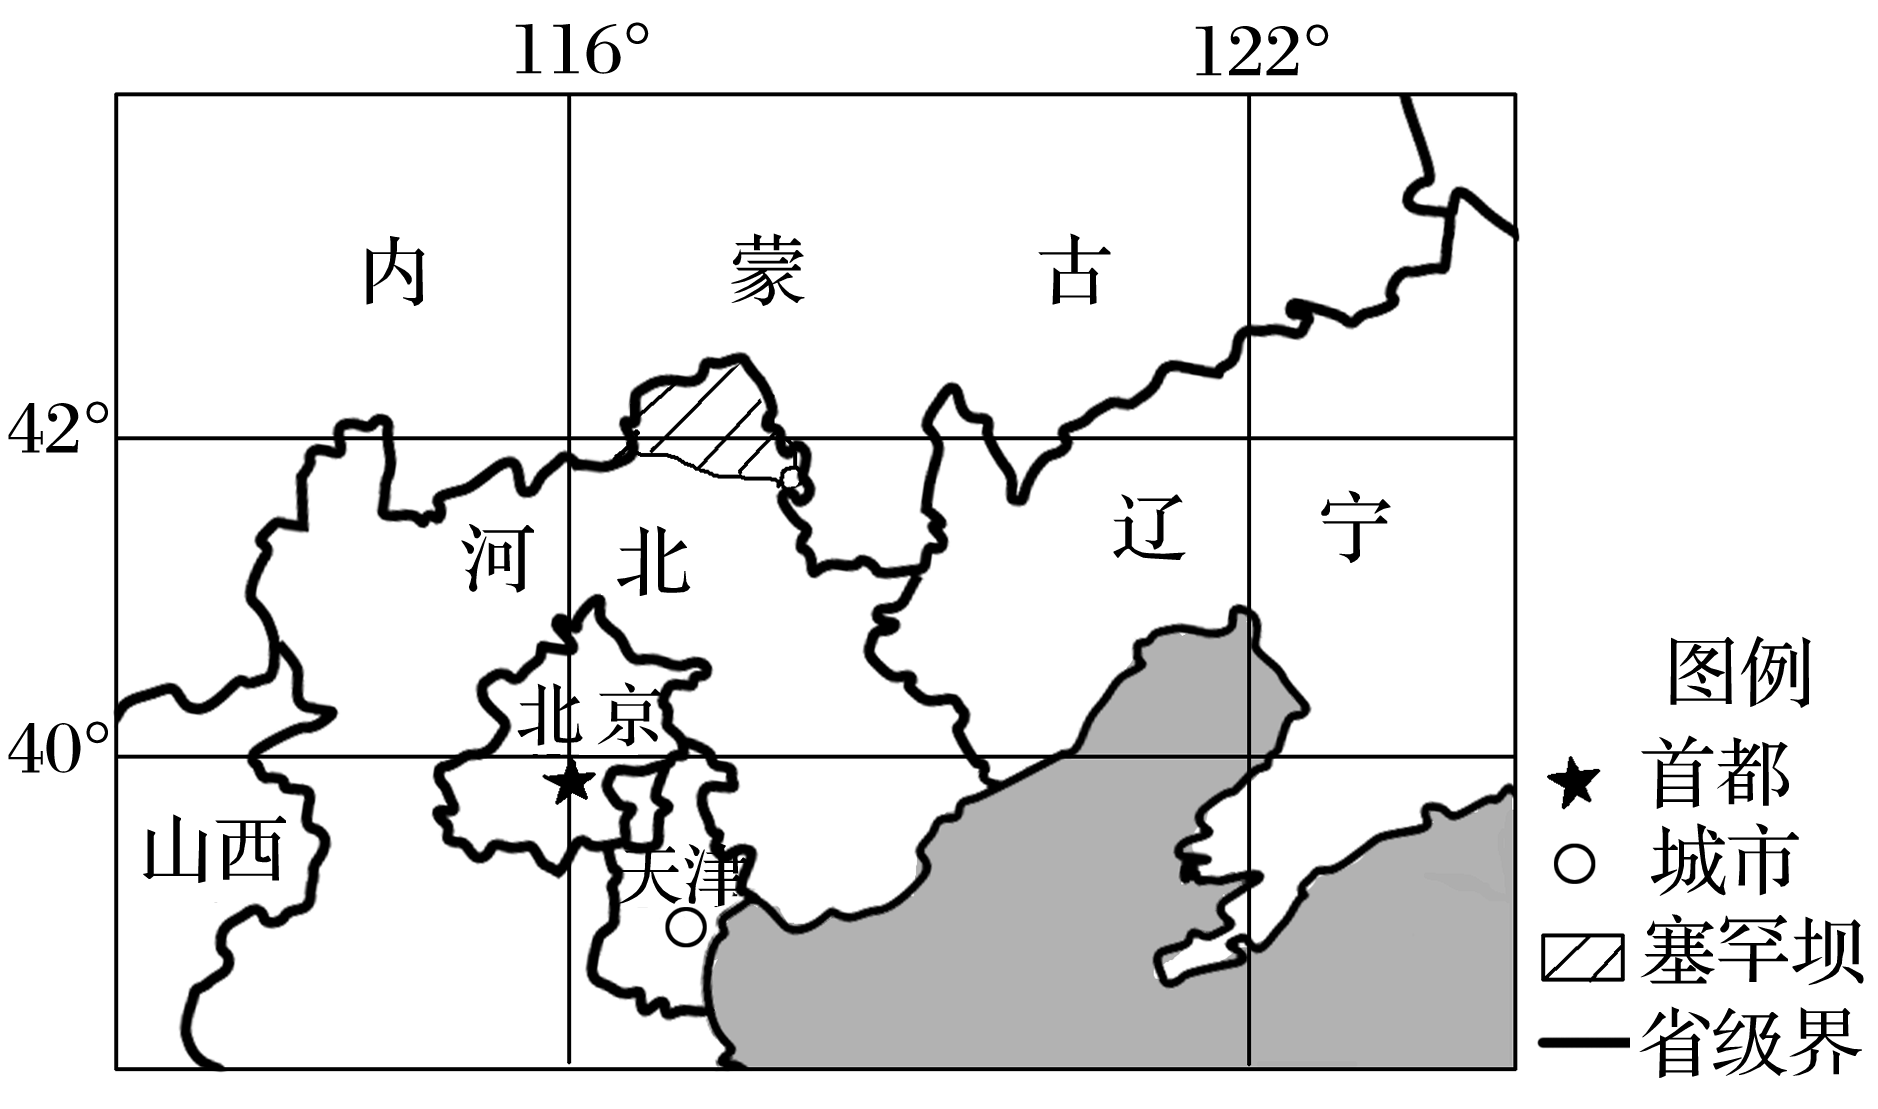 116° 122°
内 蒙 古
42°
辽 宁
河 北
图例
北京
40°
首都
山西
天津
城市
塞罕坝
省级界